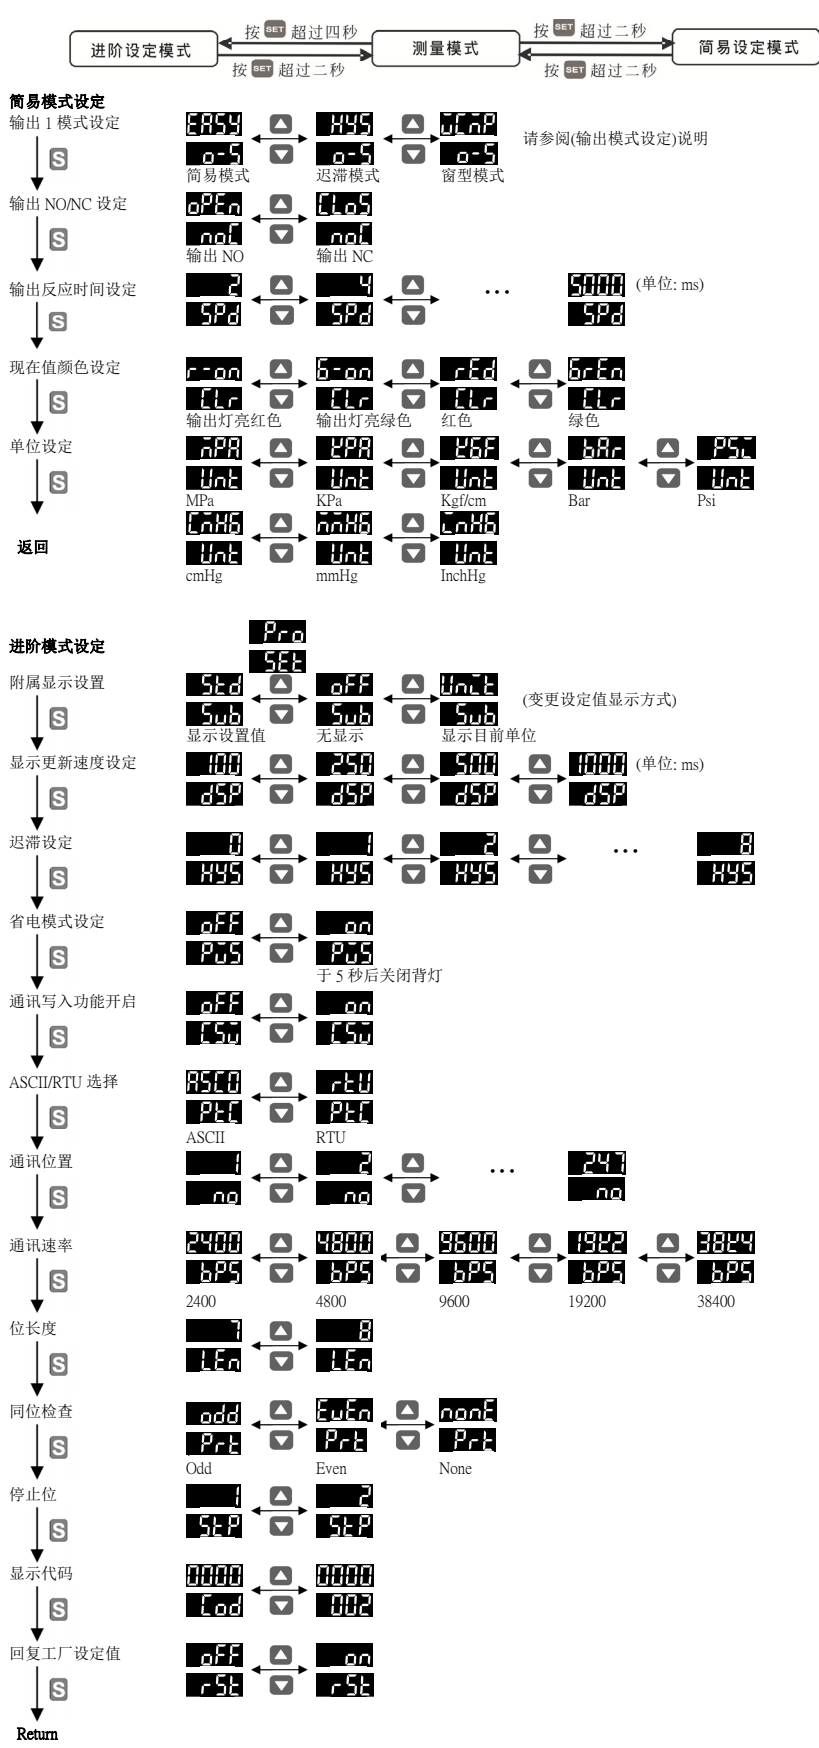 按 SET 超过四秒
按 SET 超过二秒
进阶设定模式
测量模式
简易设定模式
按 SET 超过二秒
按 SET 超过二秒
简易模式设定
输出 1 模式设定
EASY HYS
o-S o-S o-S
请参阅(输出模式设定)说明
S
简易模式 迟滞模式 窗型模式
输出 NO/NC 设定
oPEn CLoS
noC noC
S
输出 NO 输出 NC
输出反应时间设定
2 4 … 5000 (单位: ms)
SPd SPd SPd
S
现在值颜色设定
r-on G-on rEd GrEn
CLr CLr CLr CLr
S
输出灯亮红色 输出灯亮绿色 红色 绿色
单位设定
bAr PSi
Unt Unt Unt Unt Unt
S
MPa KPa Kgf/cm Bar Psi
返回
Unt Unt Unt
cmHg mmHg InchHg
进阶模式设定
Pro
SEt
附属显示设置
Std oFF Unit
Sub Sub Sub
(变更设定值显示方式)
S
显示设置值 无显示 显示目前单位
显示更新速度设定
100 250 500 1000 (单位: ms)
dSP dSP dSP dSP
S
迟滞设定
0 1 2 … 8
HYS HYS HYS HYS
S
省电模式设定
oFF on
S
于 5 秒后关闭背灯
通讯写入功能开启
oFF on
S
ASCII/RTU 选择
rtU
PtC PtC
S
ASCII RTU
通讯位置
1 2 … 247
no no no
S
通讯速率
2400 4800 9600
bPS bPS bPS bPS bPS
S
2400 4800 9600 19200 38400
位长度
7 8
LEn LEn
S
同位检查
odd EvEn nonE
Prt Prt Prt
S
Odd Even None
停止位
1 2
StP StP
S
显示代码
0000 0000
Cod 002
S
回复工厂设定值
oFF on
rSt rSt
S
Return